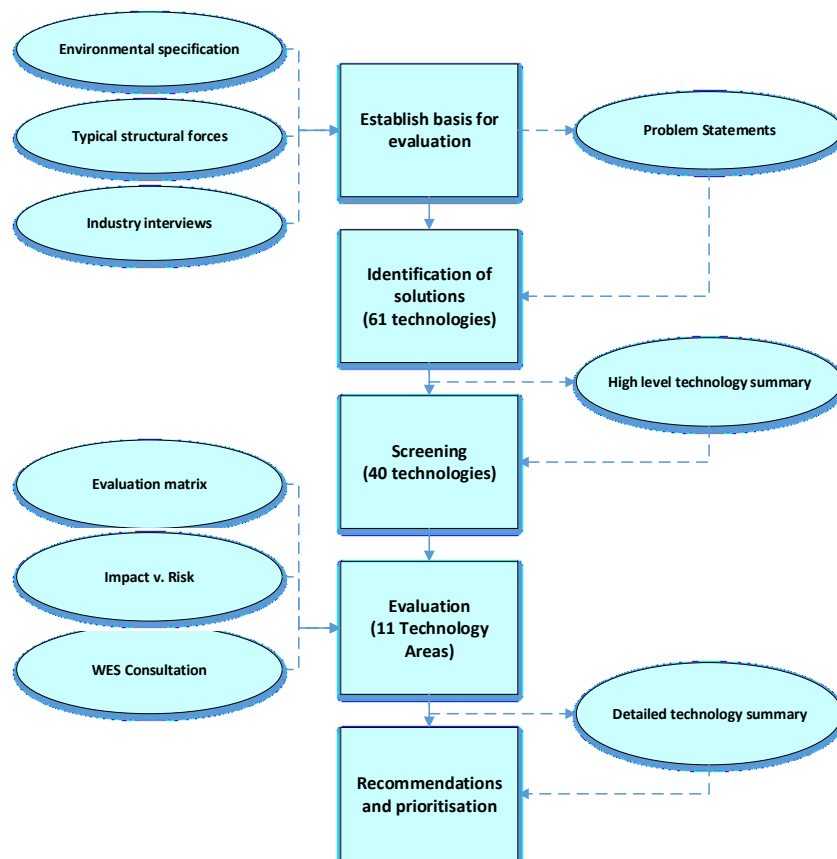 Environmental specification
Typical structural forces
Industry interviews
Establish basis for
evaluation
Problem Statements
Identification of
solutions
(61 technologies)
High level technology summary
Screening
(40 technologies)
Evaluation matrix
Impact v. Risk
WES Consultation
Evaluation
(11 Technology
Areas)
Detailed technology summary
Recommendations
and prioritisation